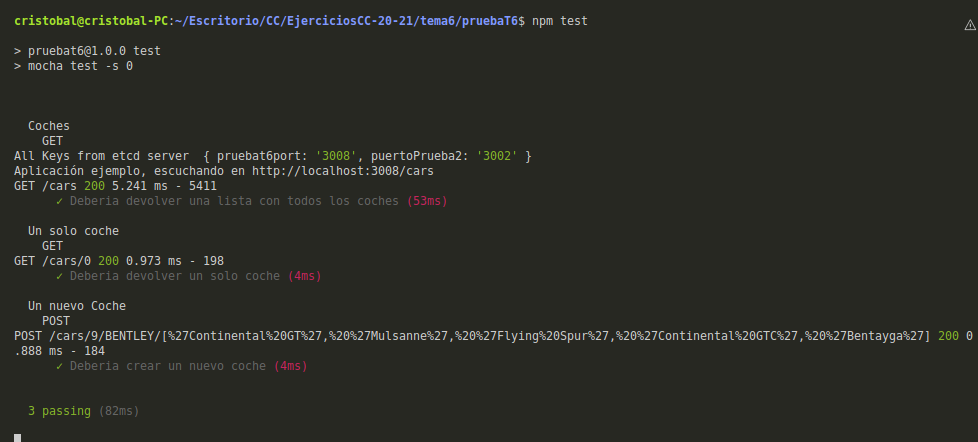 cristobal@cristobal-PC:~/Escritorio/CC/EjerciciosCC-20-21/tema6/pruebaT6$ npm test
> pruebat6@1.0.0 test
> mocha test -s 0
Coches
GET
All Keys from etcd server  { pruebat6port: '3008', puertoPrueba2: '3002' }
Aplicación ejemplo, escuchando en http://localhost:3008/cars
GET /cars 200 5.241 ms - 5411
✓ Deberia devolver una lista con todos los coches (53ms)
Un solo coche
GET
GET /cars/0 200 0.973 ms - 198
✓ Deberia devolver un solo coche (4ms)
Un nuevo Coche
POST
POST /cars/9/BENTLEY/[%27Continental%20GT%27,%20%27Mulsanne%27,%20%27Flying%20Spur%27,%20%27Continental%20GTC%27,%20%27Bentayga%27] 200 0
.888 ms - 184
✓ Deberia crear un nuevo coche (4ms)
3 passing (82ms)